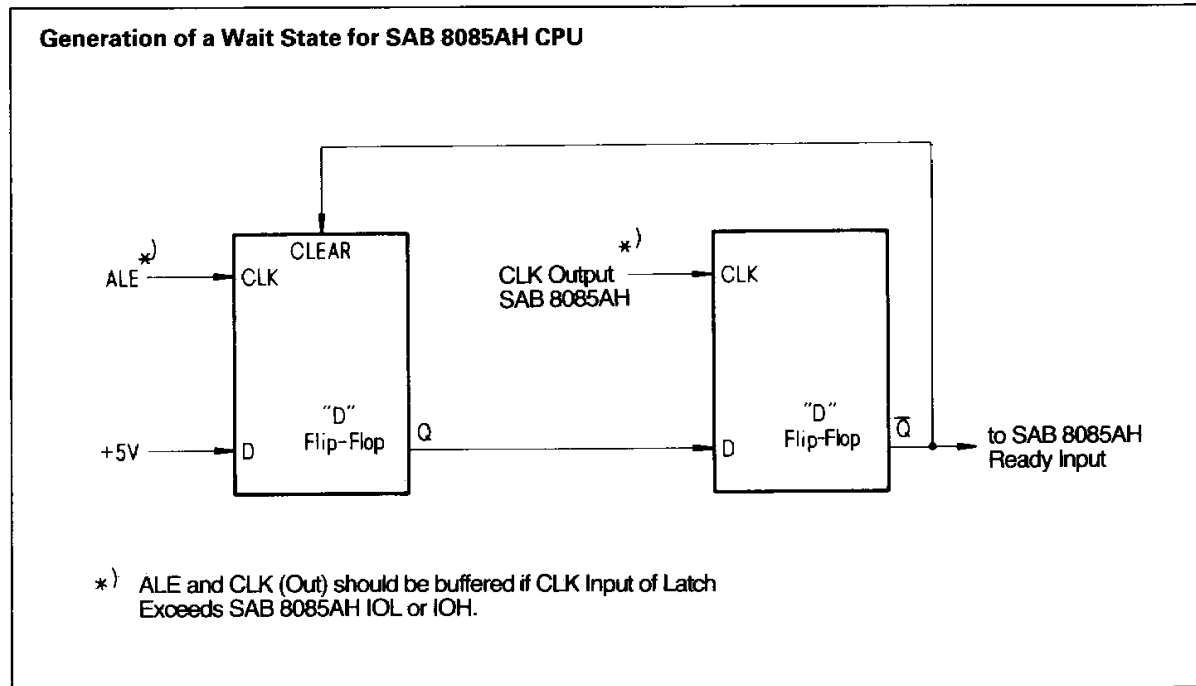 Generation of a Wait State for SAB 8085AH CPU
CLEAR
ALE *)
CLK
"D"
Flip-Flop
Q
+5V
D
*)
CLK Output
SAB 8085AH
CLK
"D"
Flip-Flop
Q̅
D
to SAB 8085AH
Ready Input
*) ALE and CLK (Out) should be buffered if CLK Input of Latch
Exceeds SAB 8085AH IOL or IOH.